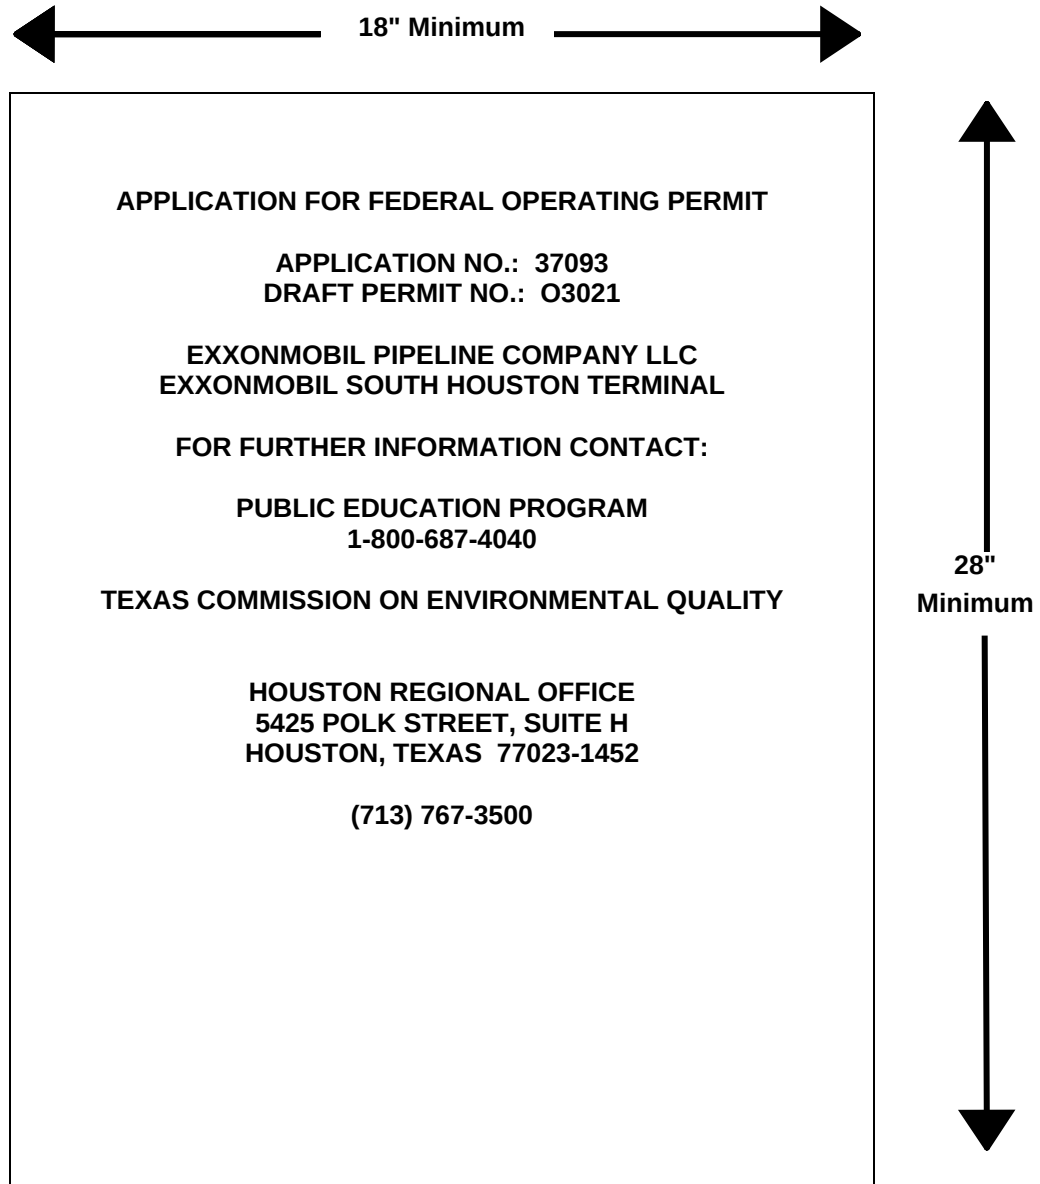 18" Minimum
APPLICATION FOR FEDERAL OPERATING PERMIT
APPLICATION NO.:  37093
DRAFT PERMIT NO.:  O3021
EXXONMOBIL PIPELINE COMPANY LLC
EXXONMOBIL SOUTH HOUSTON TERMINAL
FOR FURTHER INFORMATION CONTACT:
PUBLIC EDUCATION PROGRAM
1-800-687-4040
TEXAS COMMISSION ON ENVIRONMENTAL QUALITY
HOUSTON REGIONAL OFFICE
5425 POLK STREET, SUITE H
HOUSTON, TEXAS  77023-1452
(713) 767-3500
28"
Minimum